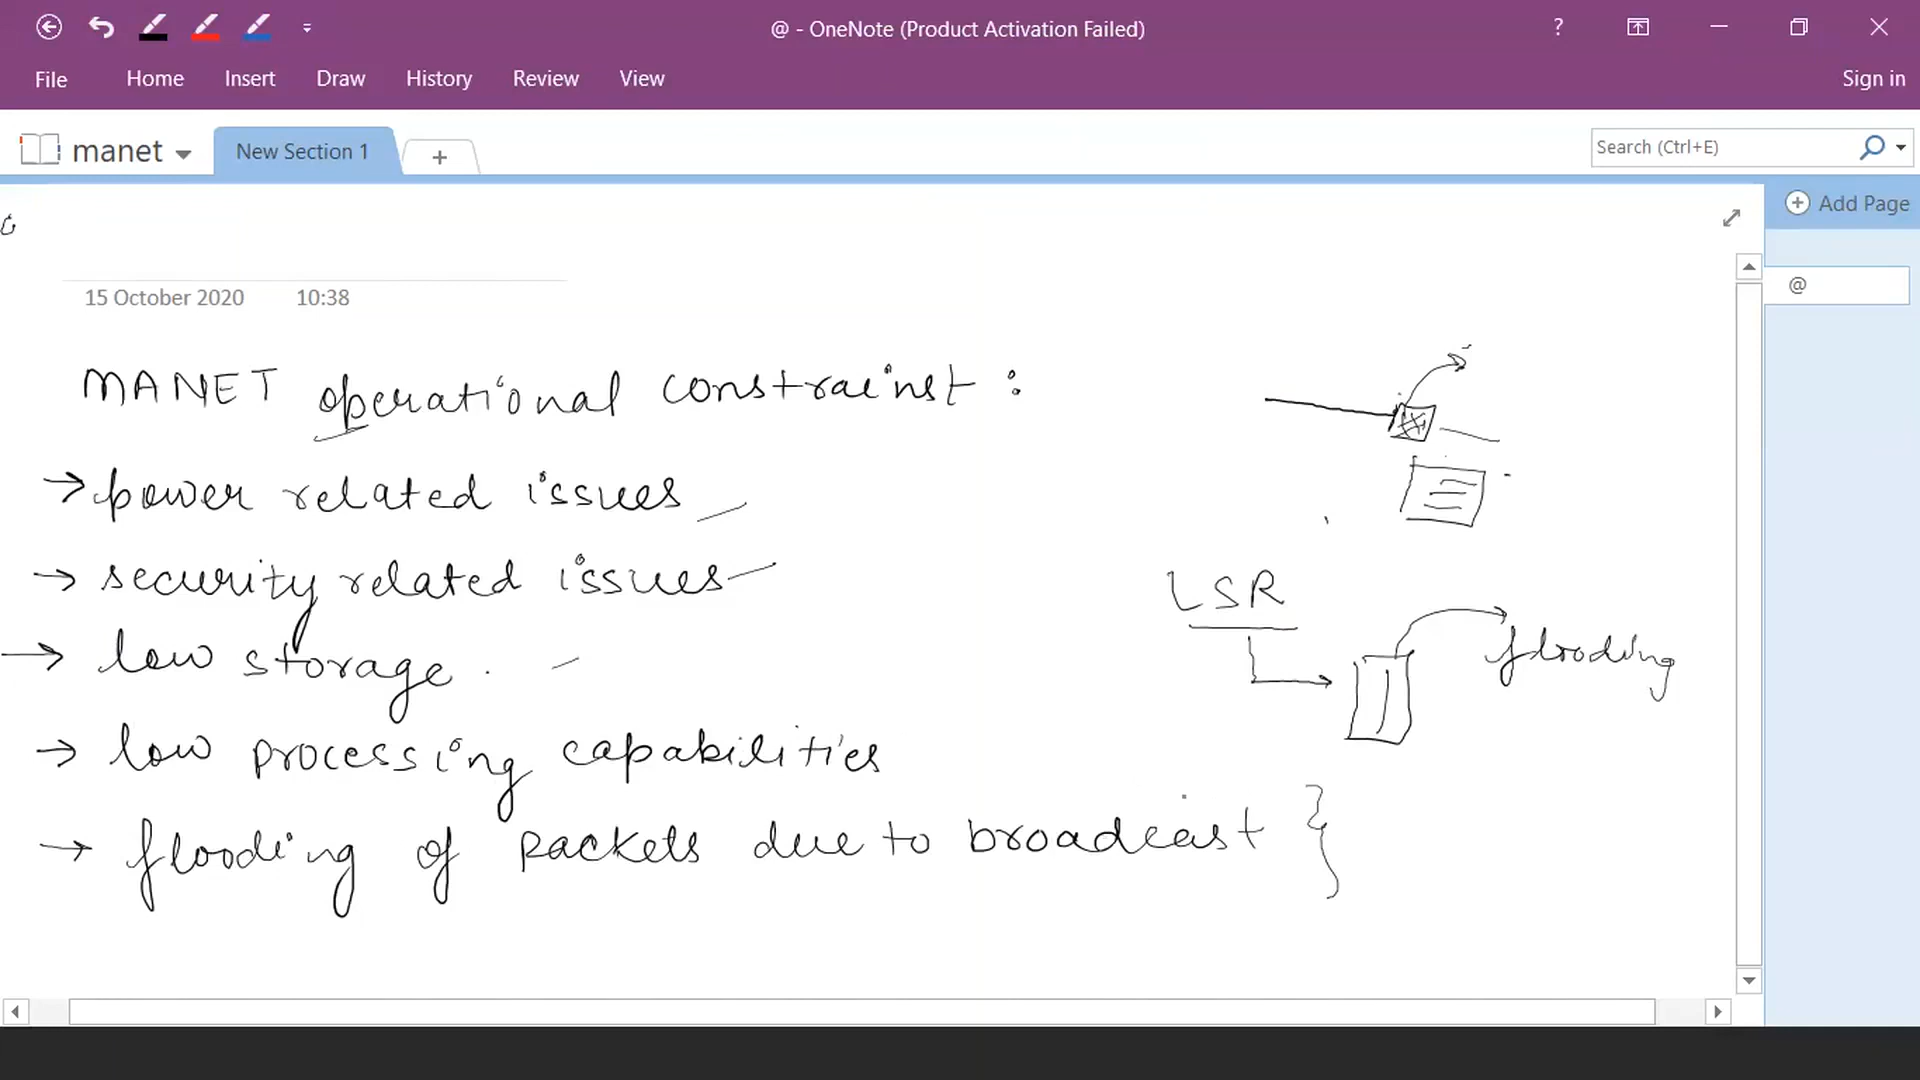 @ - OneNote (Product Activation Failed)
?
File Home Insert Draw History Review View Sign in
manet New Section 1 +
Search (Ctrl+E)
Add Page
@
15 October 2020 10:38
MANET operational constrainst :
→ power related issues
→ security related issues
→ low storage .
→ low processing capabilities
→ flooding of packets due to broadcast }
LSR
flooding